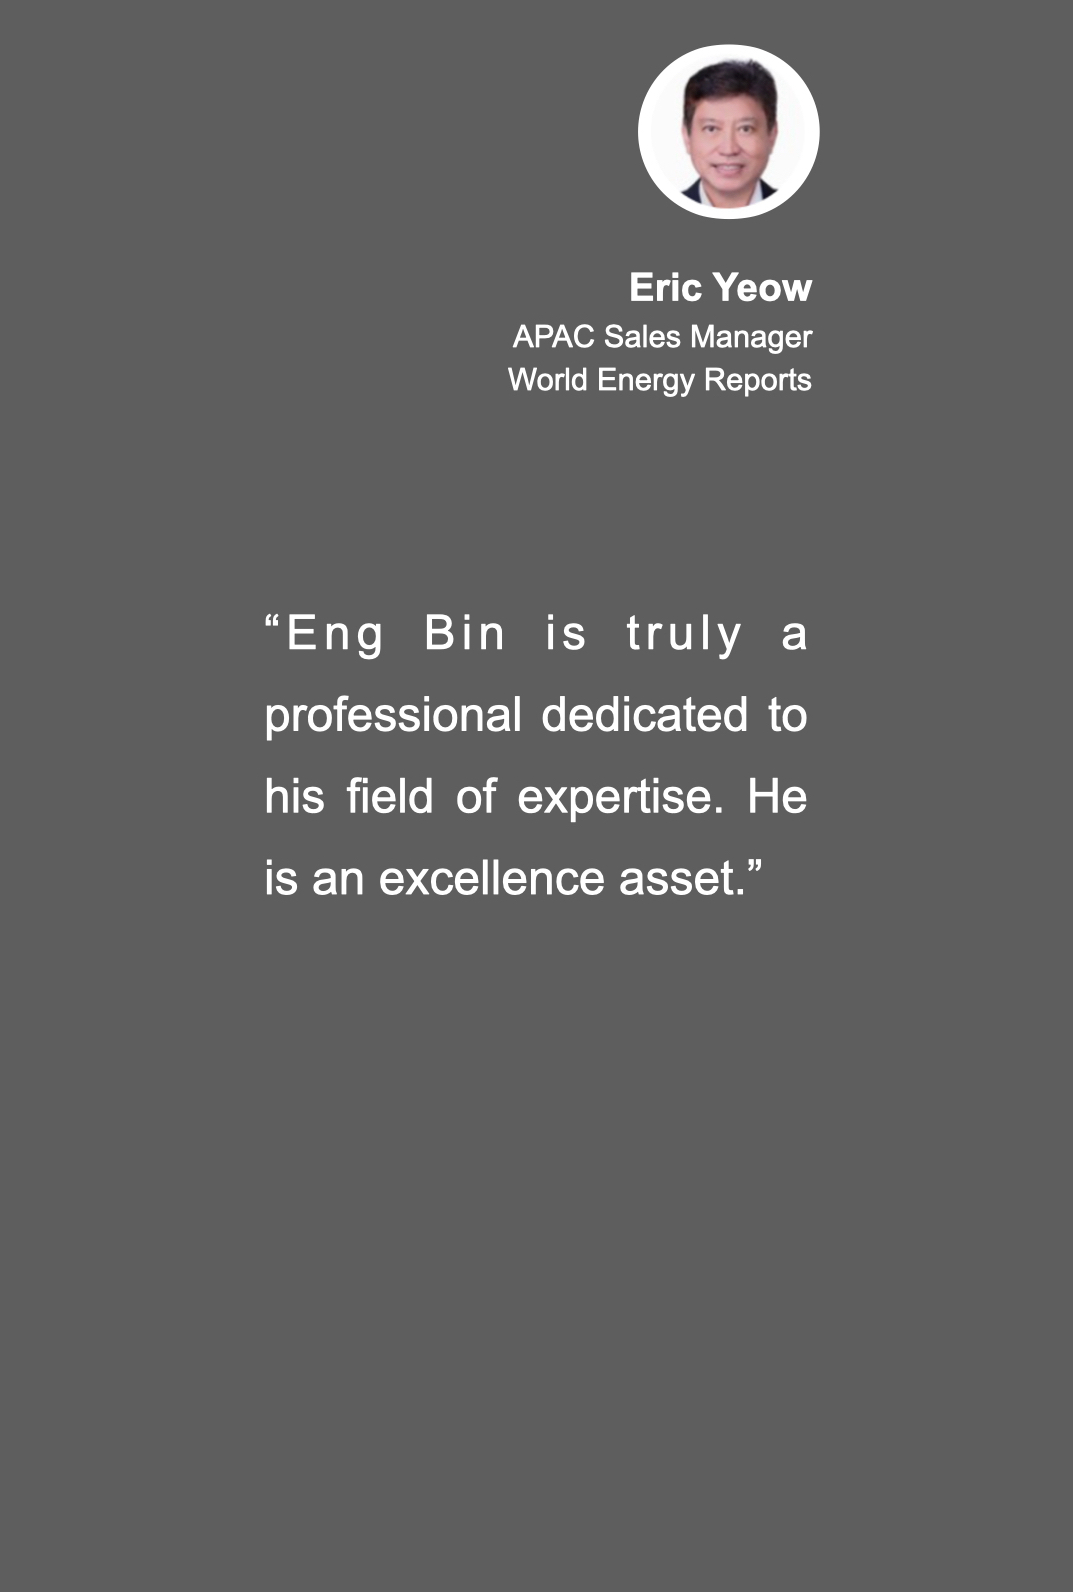 Eric Yeow
APAC Sales Manager
World Energy Reports
“Eng Bin is truly a
professional dedicated to
his field of expertise. He
is an excellence asset.”